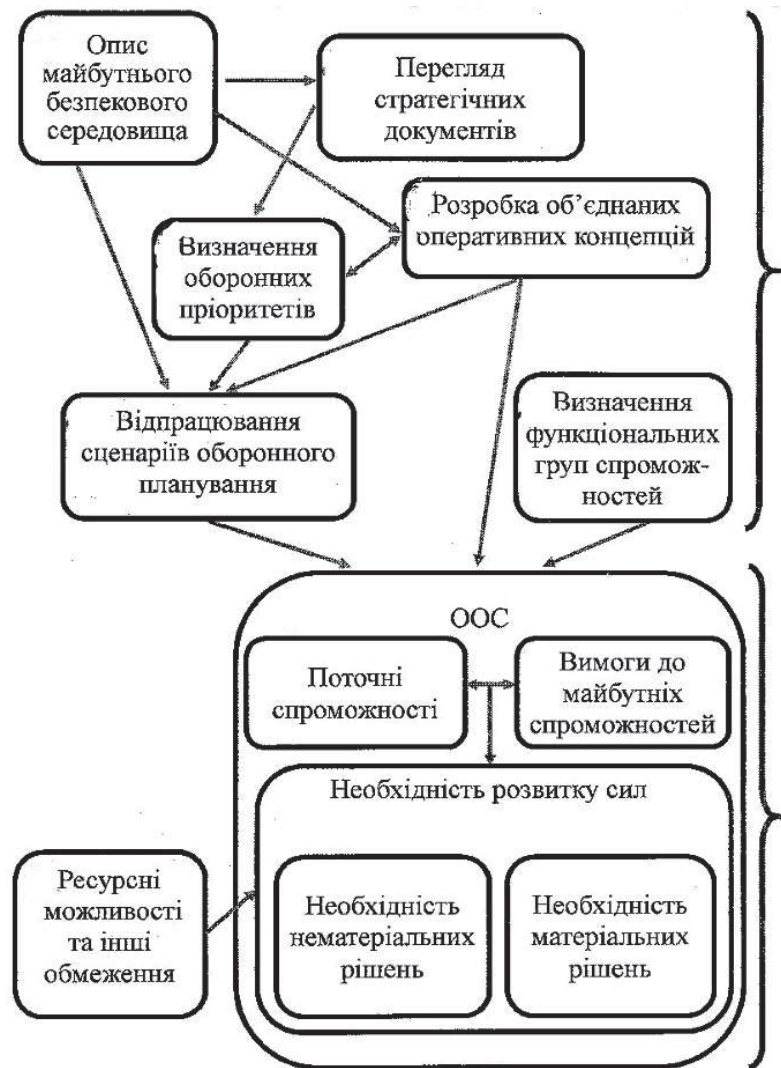 Опис
майбутнього
безпекового
середовища
Перегляд
стратегічних
документів
Розробка об’єднаних
оперативних концепцій
Визначення
оборонних
пріоритетів
Відпрацювання
сценаріїв оборонного
планування
Визначення
функціональних
груп спромож-
ностей
ООС
Поточні
спроможності
Вимоги до
майбутніх
спроможностей
Необхідність розвитку сил
Ресурсні
можливості
та інші
обмеження
Необхідність
нематеріальних
рішень
Необхідність
матеріальних
рішень